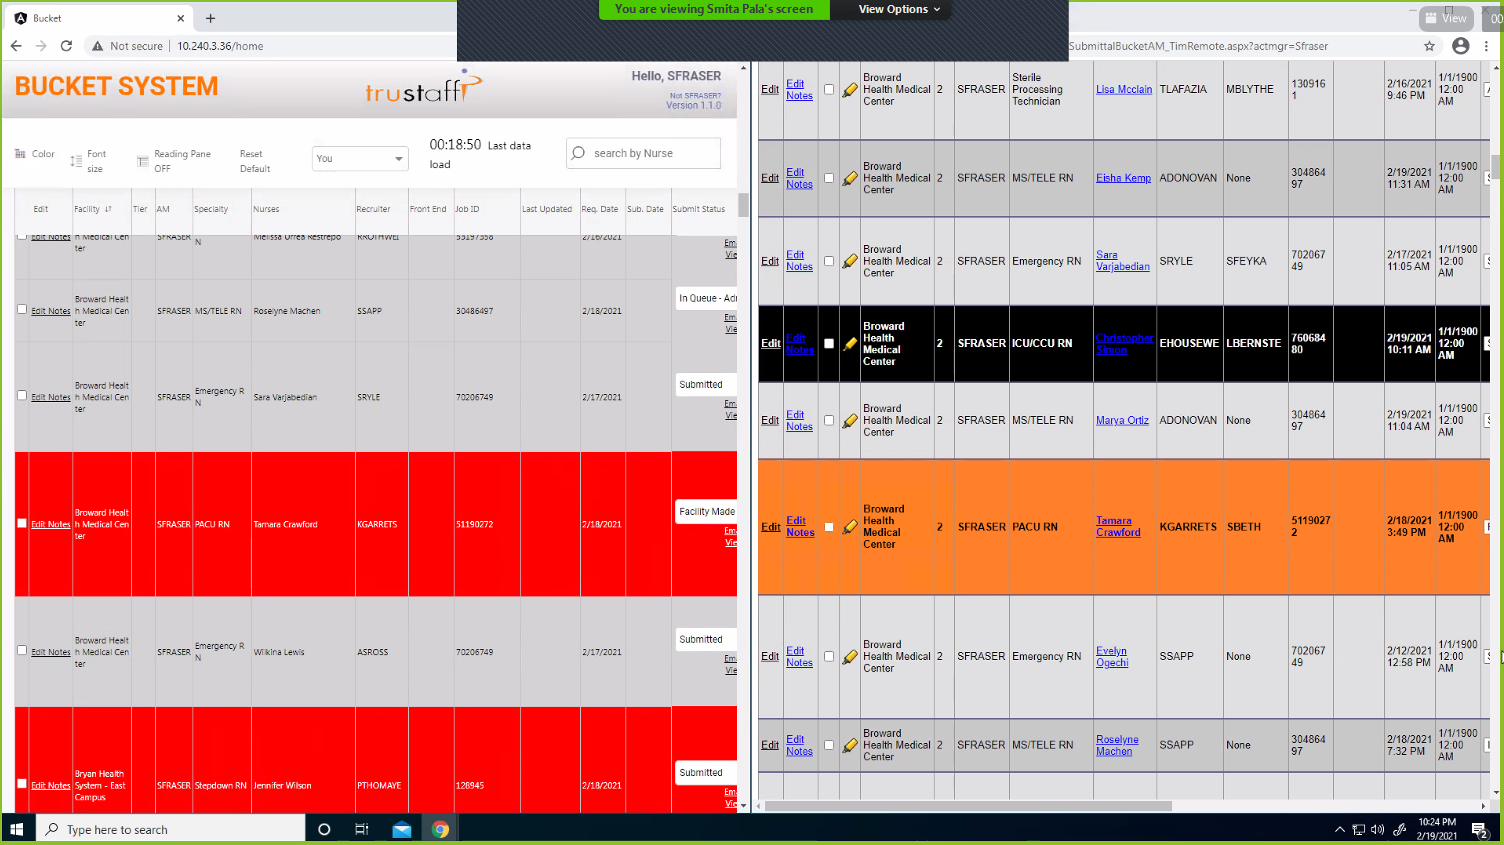 You are viewing Smita Pala's screen
View Options
View
00
Bucket
Not secure
10.240.3.36/home
SubmittalBucketAM_TimRemote.aspx?actmgr=Sfraser
BUCKET SYSTEM
trustaff
Hello, SFRASER
Not SFRASER?
Version 1.1.0
Color
Font size
Reading Pane OFF
Reset Default
You
00:18:50 Last data load
search by Nurse
Edit Facility Tier AM Specialty Nurses Recruiter Front End Job ID Last Updated Req. Date Sub. Date Submit Status
Edit Notes h Medical Center SFRASER N Melissa Urrea Restrepo RROTHWEI 53197358 2/16/2021
Em
Vie
Edit Notes Broward Health Medical Center SFRASER MS/TELE RN Roselyne Machen SSAPP 30486497 2/18/2021 In Queue - Adr
Em
Vie
Edit Notes Broward Health Medical Center SFRASER Emergency RN Sara Varjabedian SRYLE 70206749 2/17/2021 Submitted
Em
Vie
Edit Notes Broward Health Medical Center SFRASER PACU RN Tamara Crawford KGARRETS 51190272 2/18/2021 Facility Made
Em
Vie
Edit Notes Broward Health Medical Center SFRASER Emergency RN Wilkina Lewis ASROSS 70206749 2/17/2021 Submitted
Em
Vie
Edit Notes Bryan Health System - East Campus SFRASER Stepdown RN Jennifer Wilson PTHOMAYE 128945 2/18/2021 Submitted
Em
Vie
Edit Edit Notes Broward Health Medical Center 2 SFRASER Sterile Processing Technician Lisa Mcclain TLAFAZIA MBLYTHE 1309161 2/16/2021 9:46 PM 1/1/1900 12:00 AM
Edit Edit Notes Broward Health Medical Center 2 SFRASER MS/TELE RN Eisha Kemp ADONOVAN None 30486497 2/19/2021 11:31 AM 1/1/1900 12:00 AM
Edit Edit Notes Broward Health Medical Center 2 SFRASER Emergency RN Sara Varjabedian SRYLE SFEYKA 70206749 2/17/2021 11:05 AM 1/1/1900 12:00 AM
Edit Edit Notes Broward Health Medical Center 2 SFRASER ICU/CCU RN Christopher Simon EHOUSEWE LBERNSTE 76068480 2/19/2021 10:11 AM 1/1/1900 12:00 AM
Edit Edit Notes Broward Health Medical Center 2 SFRASER MS/TELE RN Marya Ortiz ADONOVAN None 30486497 2/19/2021 11:04 AM 1/1/1900 12:00 AM
Edit Edit Notes Broward Health Medical Center 2 SFRASER PACU RN Tamara Crawford KGARRETS SBETH 51190272 2/18/2021 3:49 PM 1/1/1900 12:00 AM
Edit Edit Notes Broward Health Medical Center 2 SFRASER Emergency RN Evelyn Ogechi SSAPP None 70206749 2/12/2021 12:58 PM 1/1/1900 12:00 AM
Edit Edit Notes Broward Health Medical Center 2 SFRASER MS/TELE RN Roselyne Machen SSAPP None 30486497 2/18/2021 7:32 PM 1/1/1900 12:00 AM
Type here to search
10:24 PM
2/19/2021
2